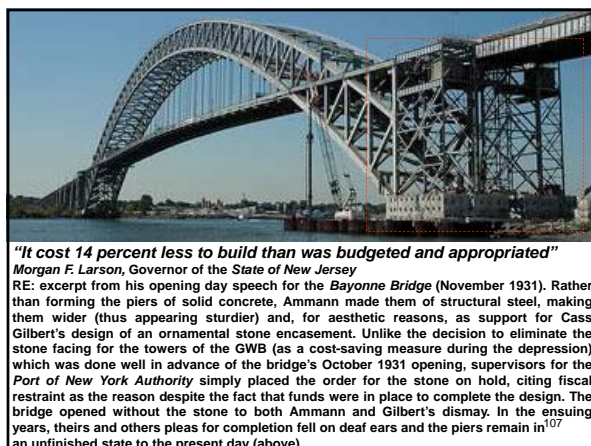 “It cost 14 percent less to build than was budgeted and appropriated”
Morgan F. Larson, Governor of the State of New Jersey
RE: excerpt from his opening day speech for the Bayonne Bridge (November 1931). Rather
than forming the piers of solid concrete, Ammann made them of structural steel, making
them wider (thus appearing sturdier) and, for aesthetic reasons, as support for Cass
Gilbert’s design of an ornamental stone encasement. Unlike the decision to eliminate the
stone facing for the towers of the GWB (as a cost-saving measure during the depression)
which was done well in advance of the bridge’s October 1931 opening, supervisors for the
Port of New York Authority simply placed the order for the stone on hold, citing fiscal
restraint as the reason despite the fact that funds were in place to complete the design. The
bridge opened without the stone to both Ammann and Gilbert’s dismay. In the ensuing
years, theirs and others pleas for completion fell on deaf ears and the piers remain in 107
an unfinished state to the present day (above)